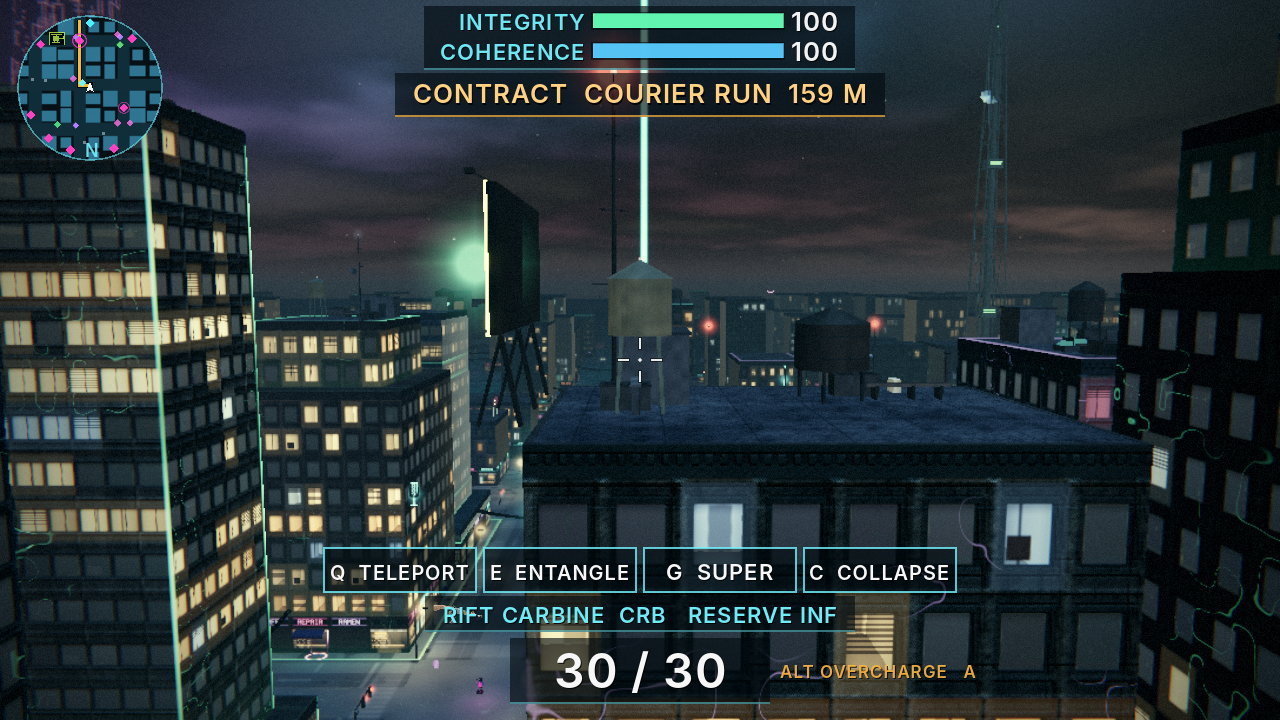 INTEGRITY 100
COHERENCE 100
CONTRACT COURIER RUN 159 M
N
REPAIR RAMEN
Q TELEPORT E ENTANGLE G SUPER C COLLAPSE
RIFT CARBINE CRB RESERVE INF
30 / 30
ALT OVERCHARGE A